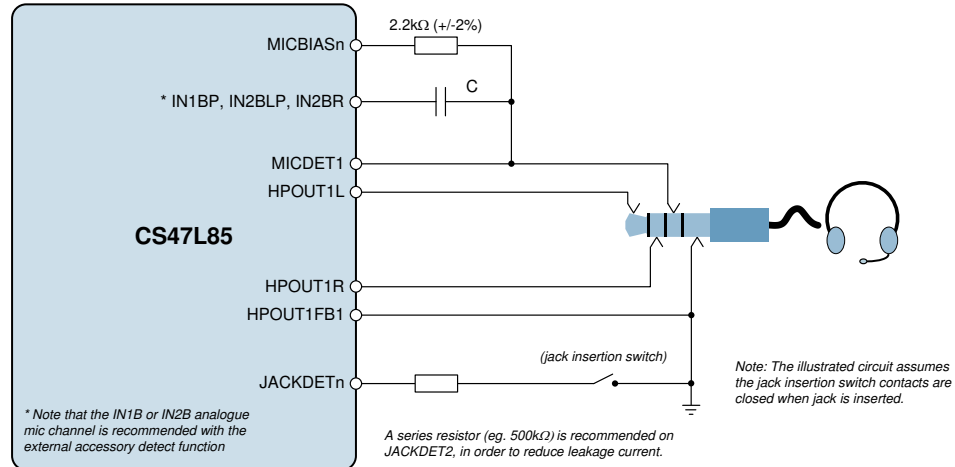 2.2kΩ (+/-2%)
MICBIASn
C
* IN1BP, IN2BLP, IN2BR
MICDET1
HPOUT1L
CS47L85
HPOUT1R
HPOUT1FB1
(jack insertion switch)
JACKDETn
Note: The illustrated circuit assumes
the jack insertion switch contacts are
closed when jack is inserted.
* Note that the IN1B or IN2B analogue
mic channel is recommended with the
external accessory detect function
A series resistor (eg. 500kΩ) is recommended on
JACKDET2, in order to reduce leakage current.